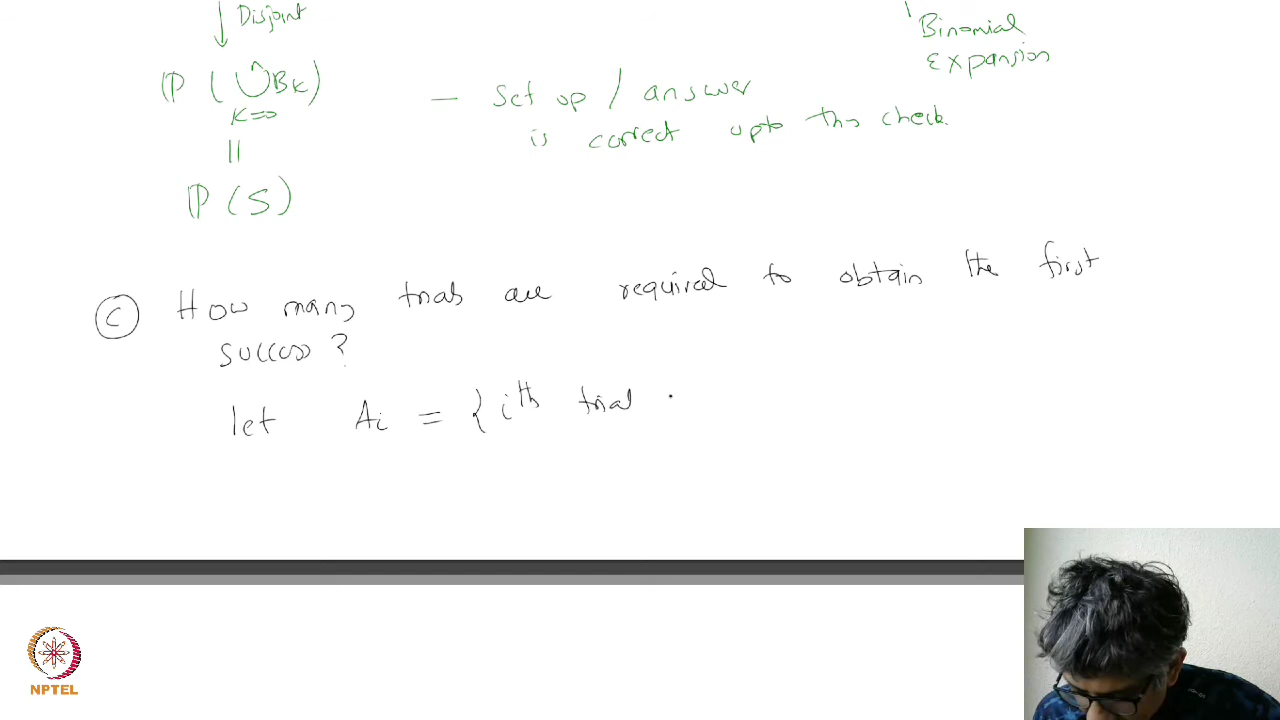 ↓ Disjoint
Binomial
expansion
ℙ ( ⋃ⁿ Bk)
k=0
— Set up / answer
is correct upto this check.
||
ℙ (S)
Ⓒ How many trials are required to obtain the first
success ?
let Ai = { iᵗʰ trial .
NPTEL